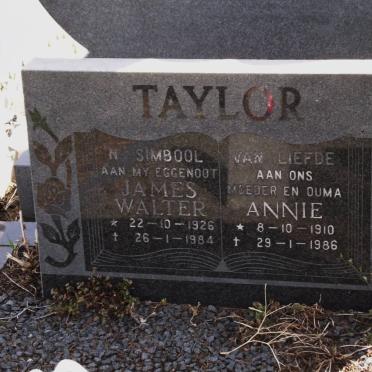 TAYLOR
'N SIMBOOL VAN LIEFDE
AAN MY EGGENOOT
JAMES
WALTER
* 22-10-1926
† 26-1-1984
AAN ONS
MOEDER EN OUMA
ANNIE
* 8-10-1910
† 29-1-1986